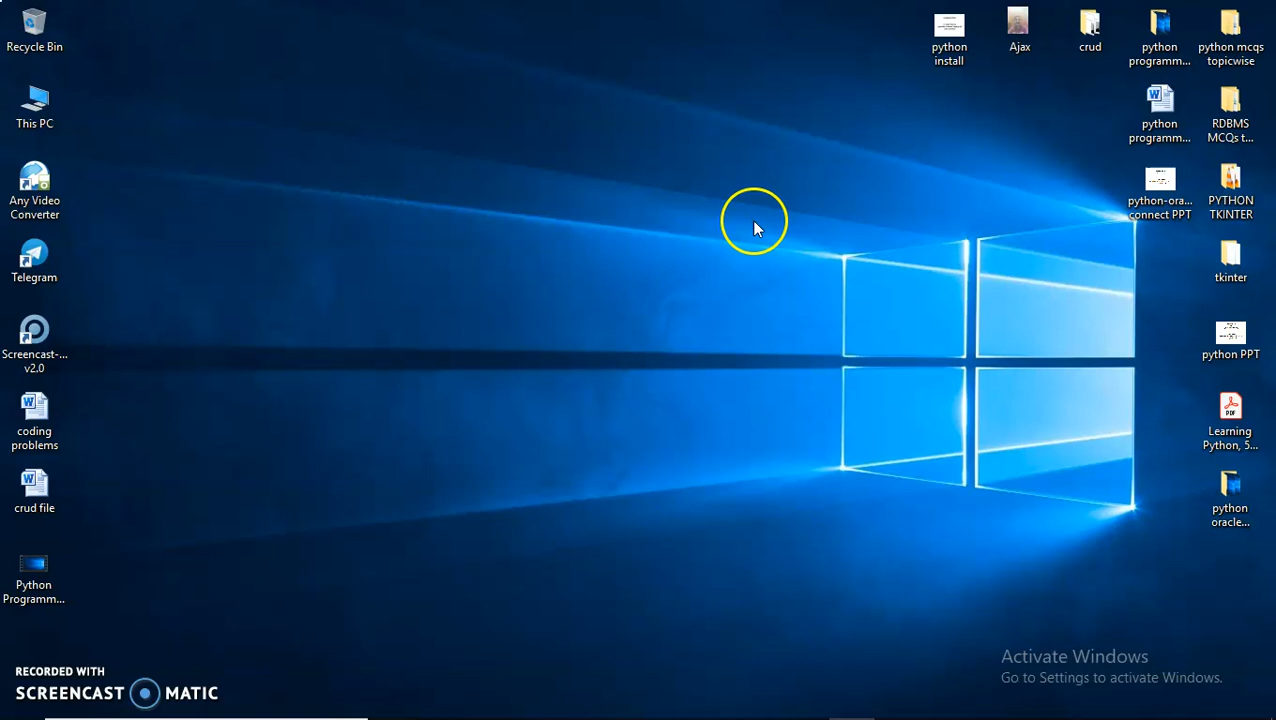 Recycle Bin
This PC
Any Video
Converter
Telegram
Screencast-...
v2.0
coding
problems
crud file
Python
Programm...
python
install
Ajax
crud
python
programm...
python mcqs
topicwise
python
programm...
RDBMS
MCQs t...
python-ora...
connect PPT
PYTHON
TKINTER
tkinter
python PPT
PDF
Learning
Python, 5...
python
oracle...
Activate Windows
Go to Settings to activate Windows.
RECORDED WITH
SCREENCAST MATIC